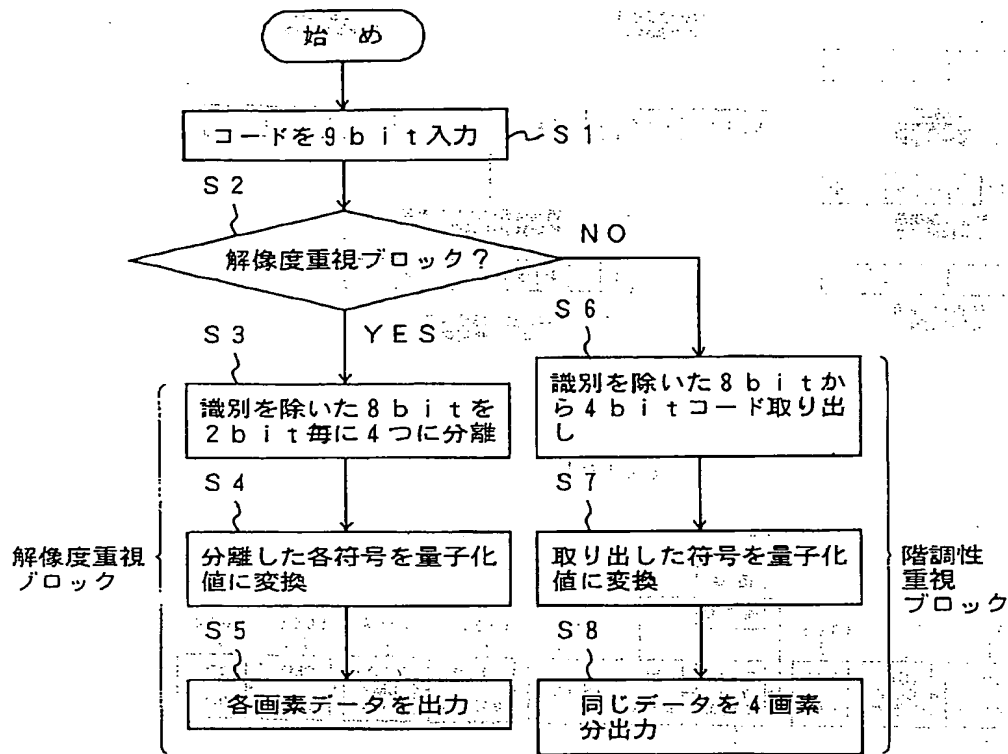 始 め
コードを9bit入力
S1
S2
解像度重視ブロック?
NO
YES
S3
識別を除いた8bitを
2bit毎に4つに分離
S4
分離した各符号を量子化
値に変換
S5
各画素データを出力
解像度重視
ブロック
S6
識別を除いた8bitか
ら4bitコード取り出
し
S7
取り出した符号を量子化
値に変換
S8
同じデータを4画素
分出力
階調性
重視
ブロック